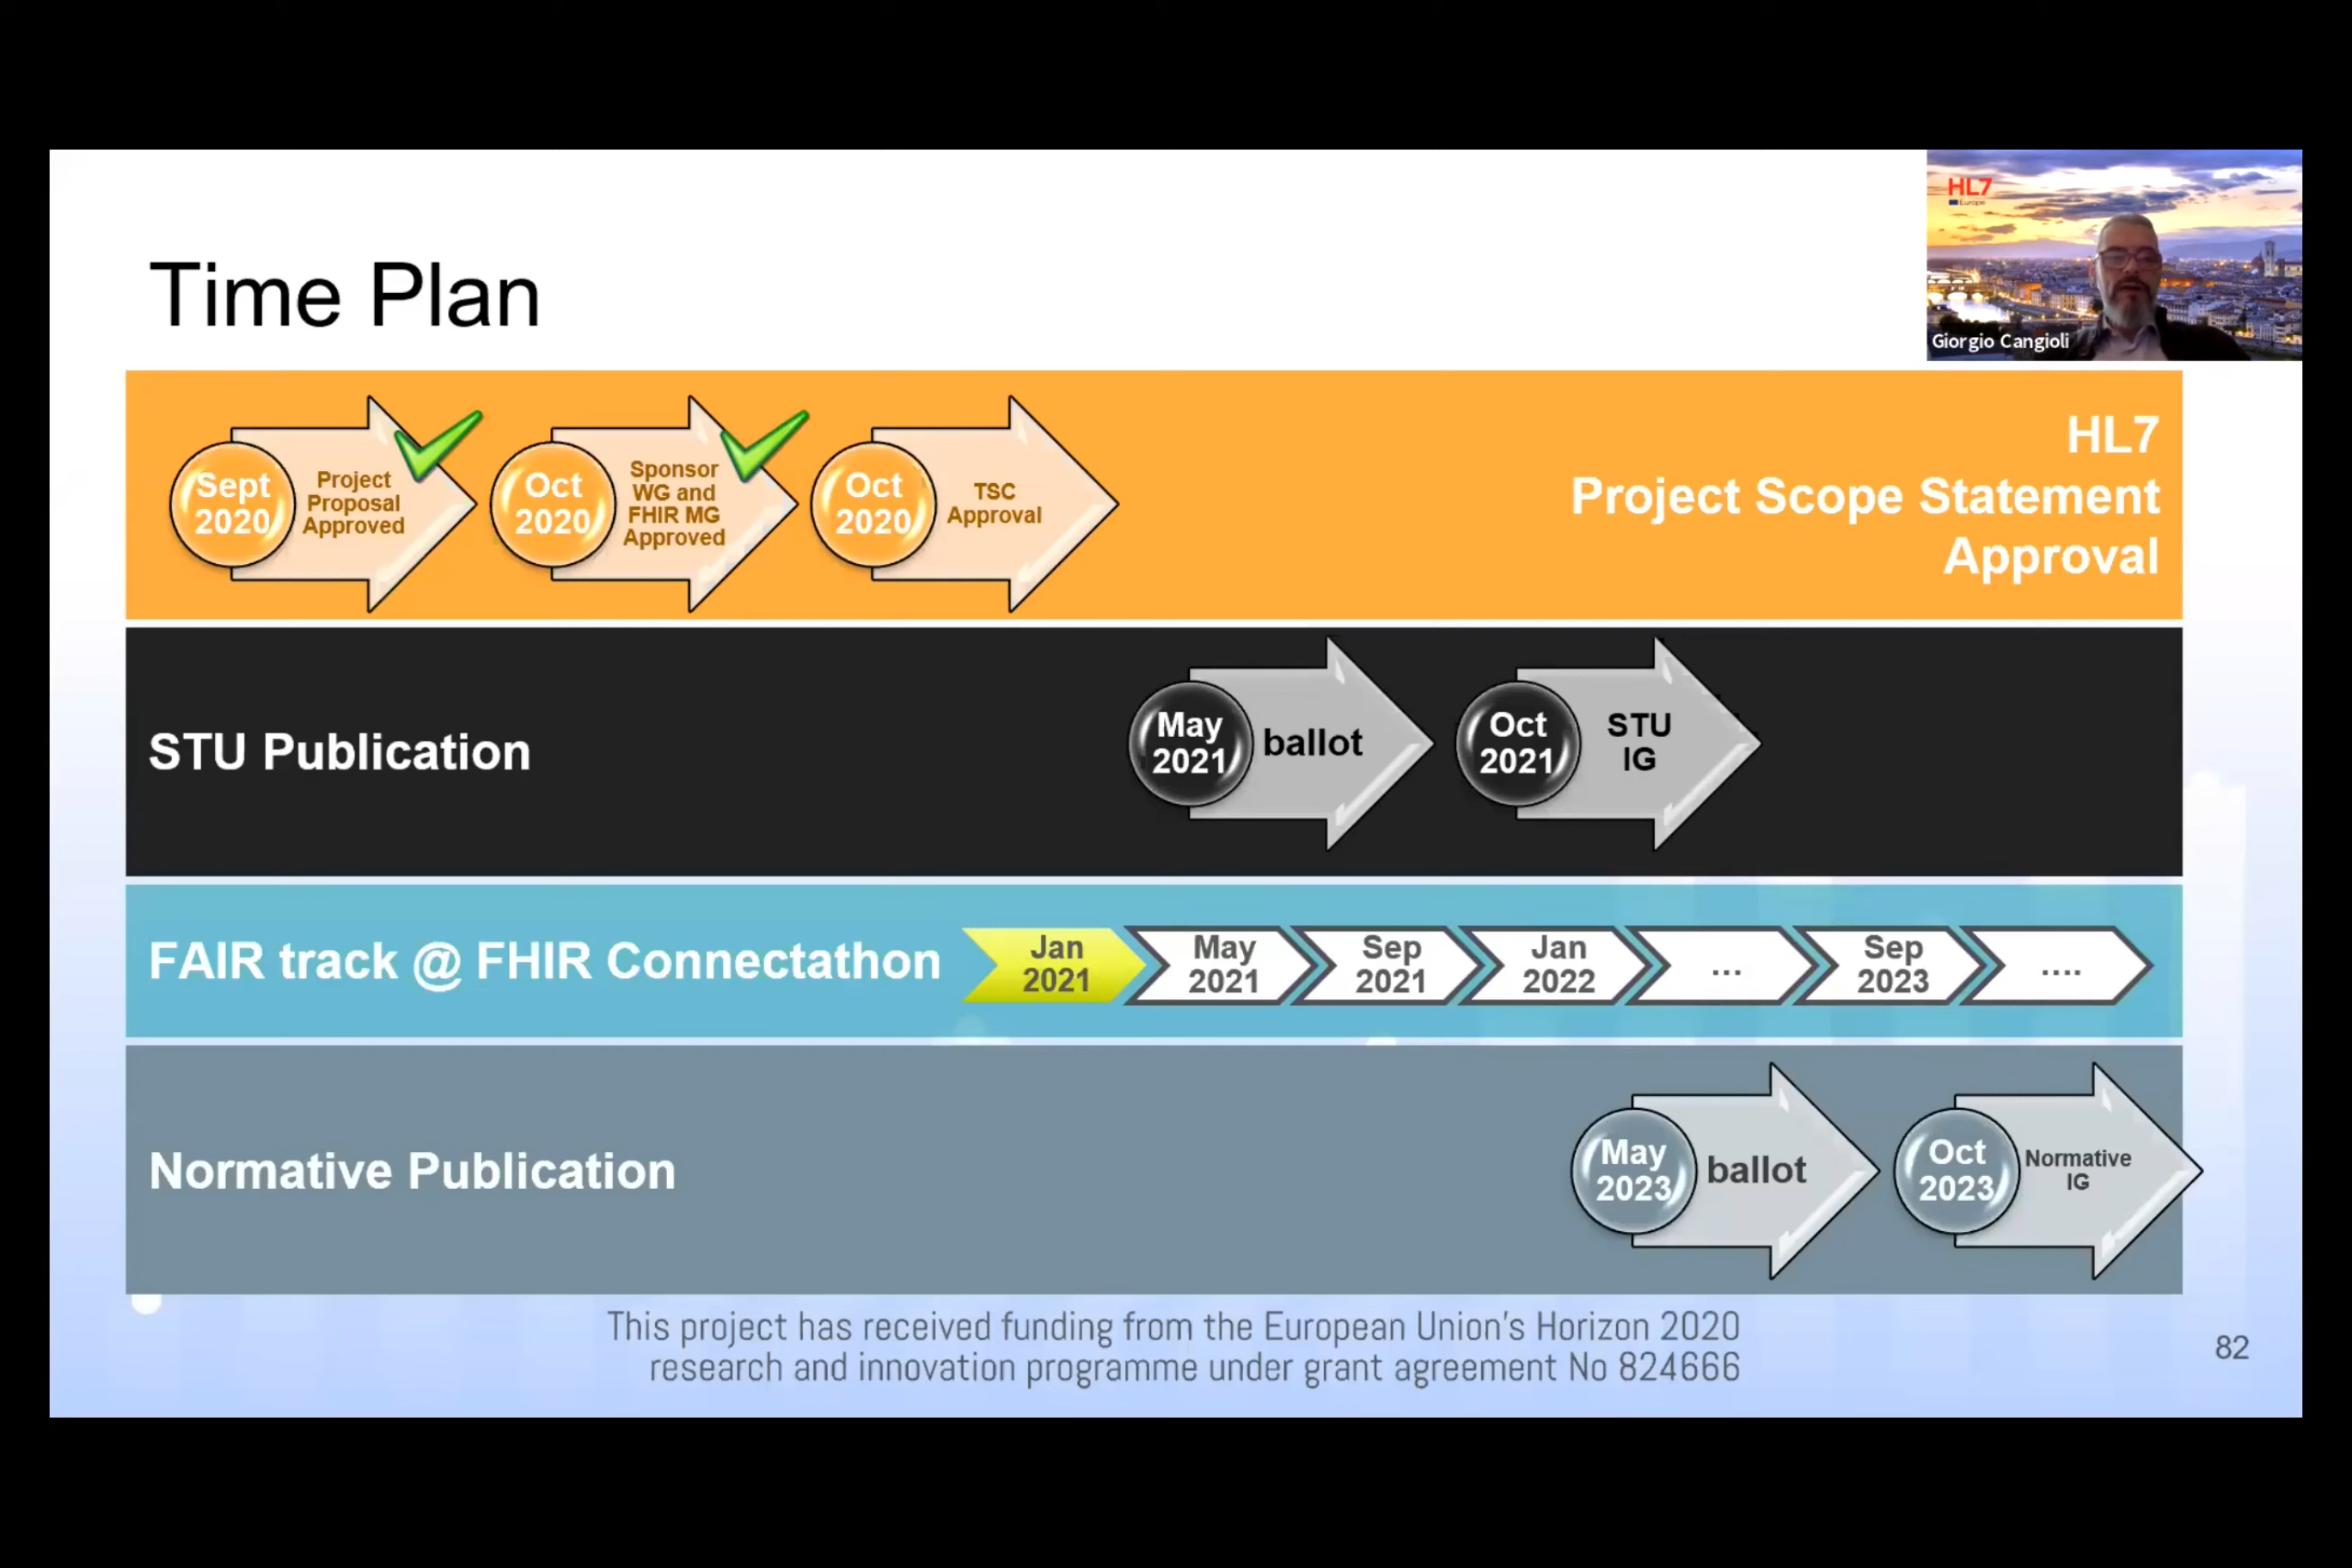 HL7
Europe
Giorgio Cangioli
Time Plan
Sept
2020
Project
Proposal
Approved
Oct
2020
Sponsor
WG and
FHIR MG
Approved
Oct
2020
TSC
Approval
HL7
Project Scope Statement
Approval
STU Publication
May
2021
ballot
Oct
2021
STU
IG
FAIR track @ FHIR Connectathon
Jan
2021
May
2021
Sep
2021
Jan
2022
...
Sep
2023
....
Normative Publication
May
2023
ballot
Oct
2023
Normative
IG
This project has received funding from the European Union's Horizon 2020
research and innovation programme under grant agreement No 824666
82